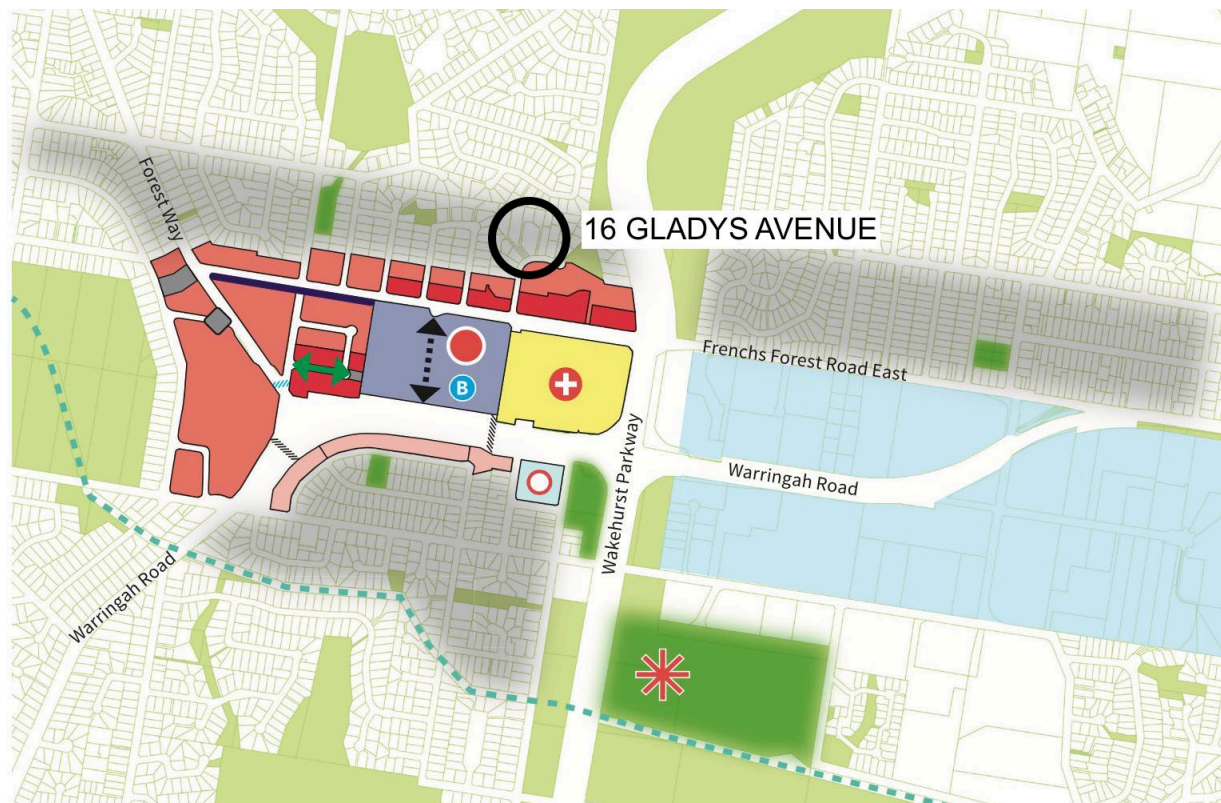 Forest Way
16 GLADYS AVENUE
Frenchs Forest Road East
B
Wakehurst Parkway
Warringah Road
Warringah Road